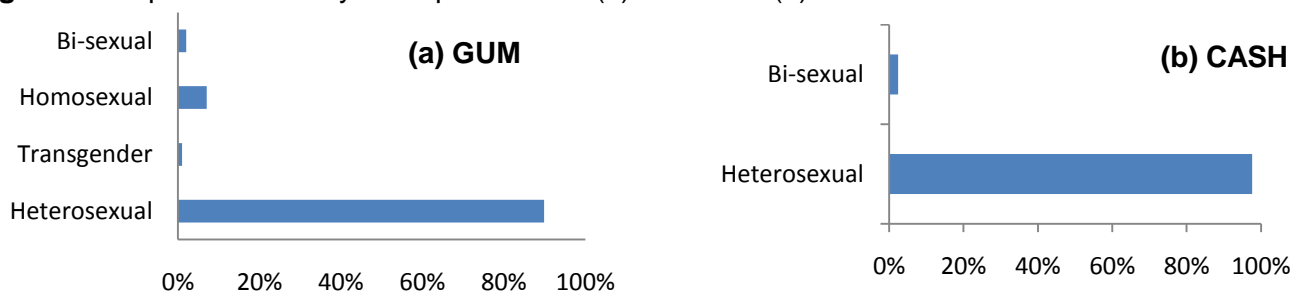 (a) GUM
Bi-sexual
Homosexual
Transgender
Heterosexual
0% 20% 40% 60% 80% 100%
(b) CASH
Bi-sexual
Heterosexual
0% 20% 40% 60% 80% 100%